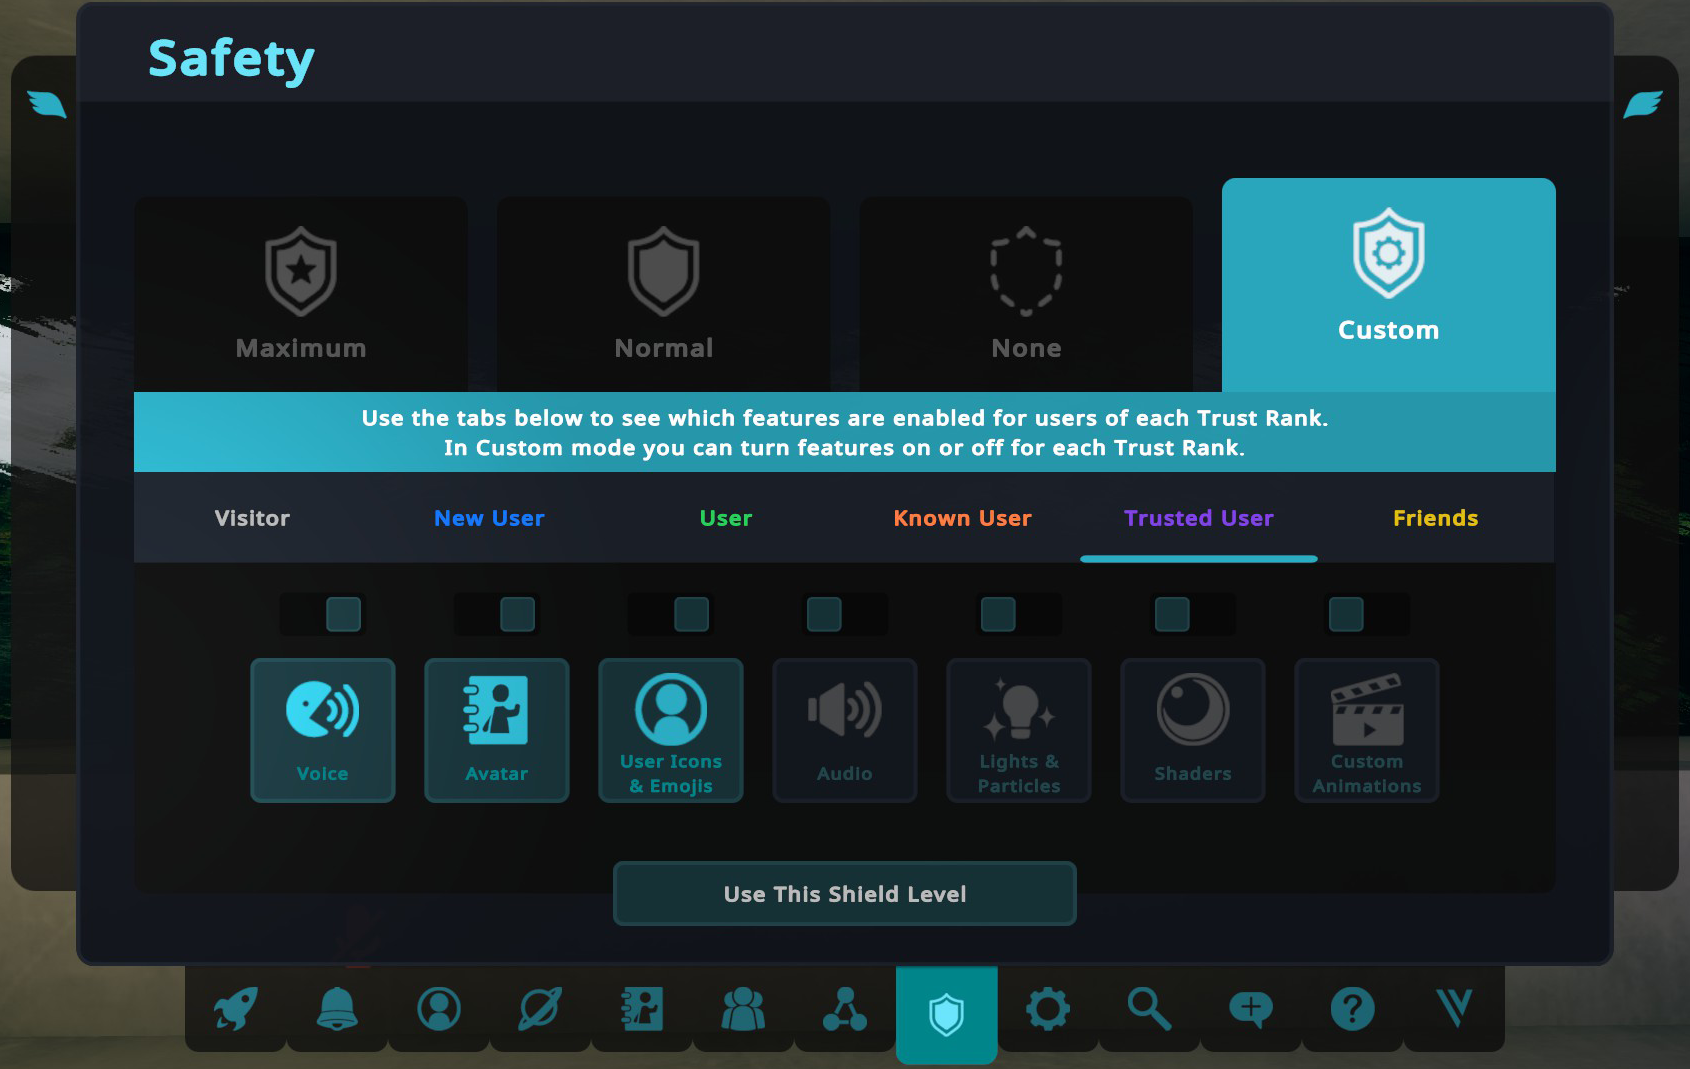 Safety
Maximum
Normal
None
Custom
Use the tabs below to see which features are enabled for users of each Trust Rank.
In Custom mode you can turn features on or off for each Trust Rank.
Visitor
New User
User
Known User
Trusted User
Friends
Voice
Avatar
User Icons
& Emojis
Audio
Lights &
Particles
Shaders
Custom
Animations
Use This Shield Level